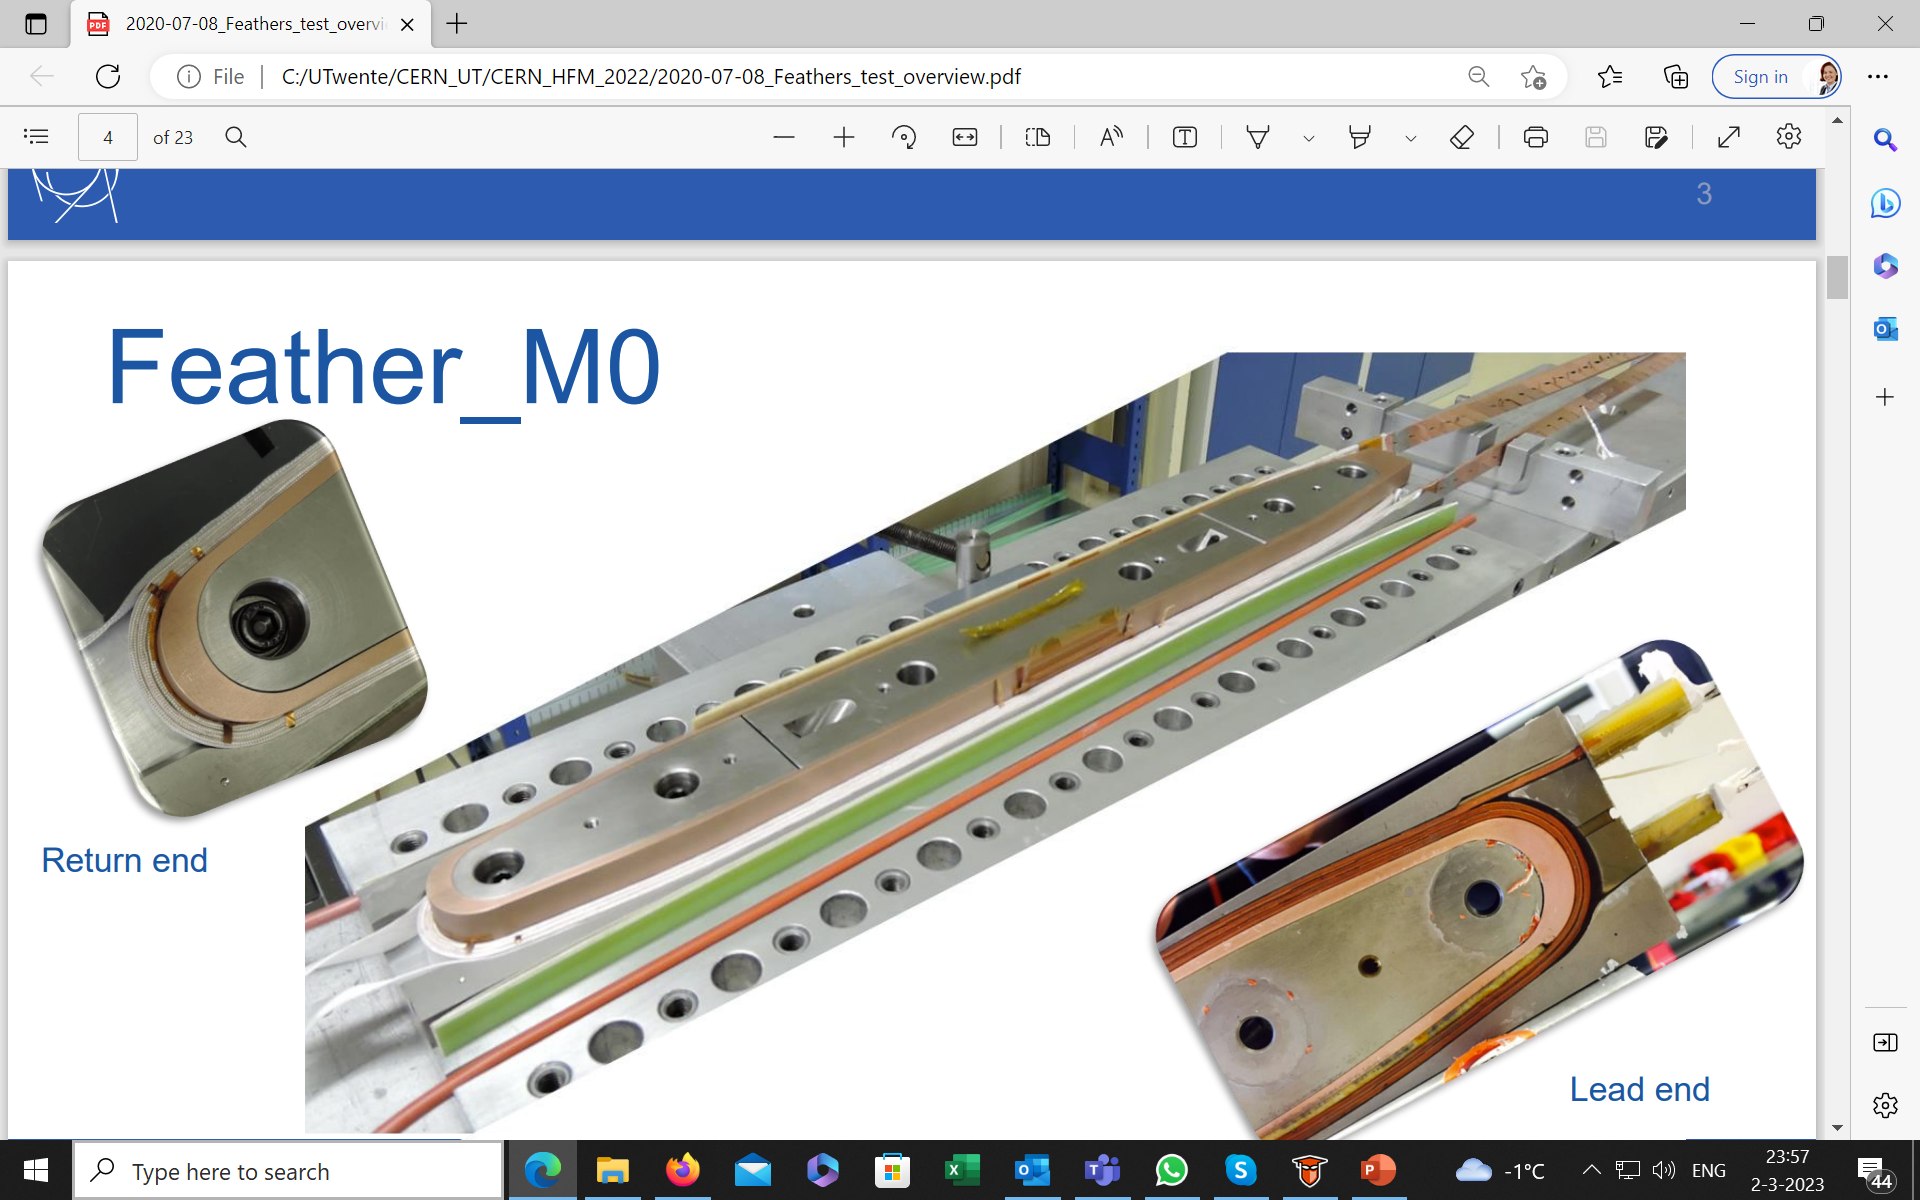 2020-07-08_Feathers_test_overvi
File
C:/UTwente/CERN_UT/CERN_HFM_2022/2020-07-08_Feathers_test_overview.pdf
Sign in
4 of 23
3
Feather_M0
Return end
Lead end
Type here to search
-1°C
ENG
23:57
2-3-2023
44